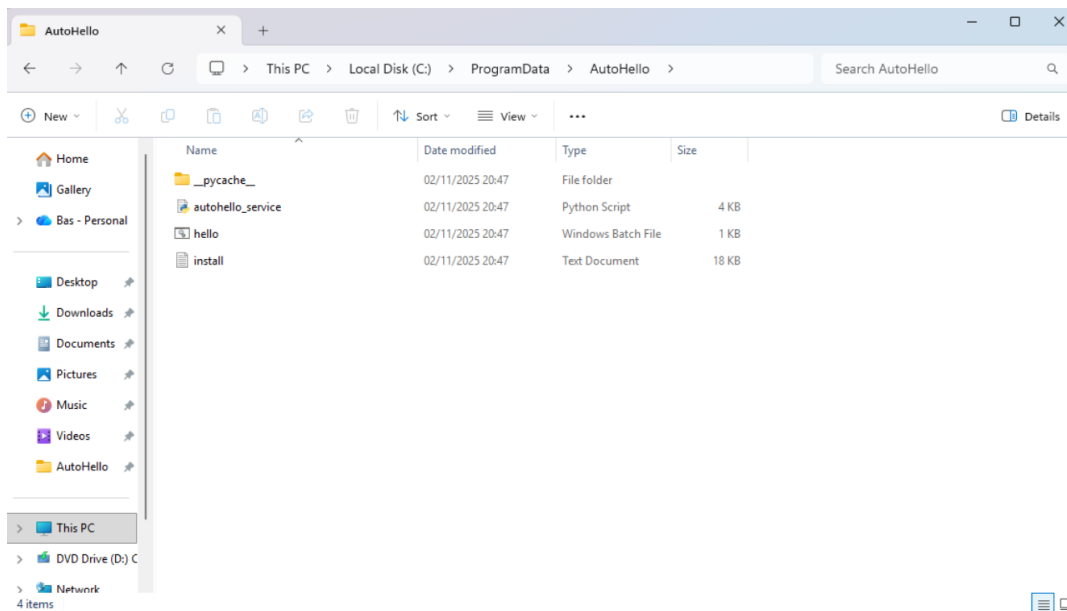 AutoHello
This PC > Local Disk (C:) > ProgramData > AutoHello >
Search AutoHello
New
Sort
View
Details
Name Date modified Type Size
__pycache__ 02/11/2025 20:47 File folder
autohello_service 02/11/2025 20:47 Python Script 4 KB
hello 02/11/2025 20:47 Windows Batch File 1 KB
install 02/11/2025 20:47 Text Document 18 KB
Home
Gallery
Bas - Personal
Desktop
Downloads
Documents
Pictures
Music
Videos
AutoHello
This PC
DVD Drive (D:) C
Network
4 items